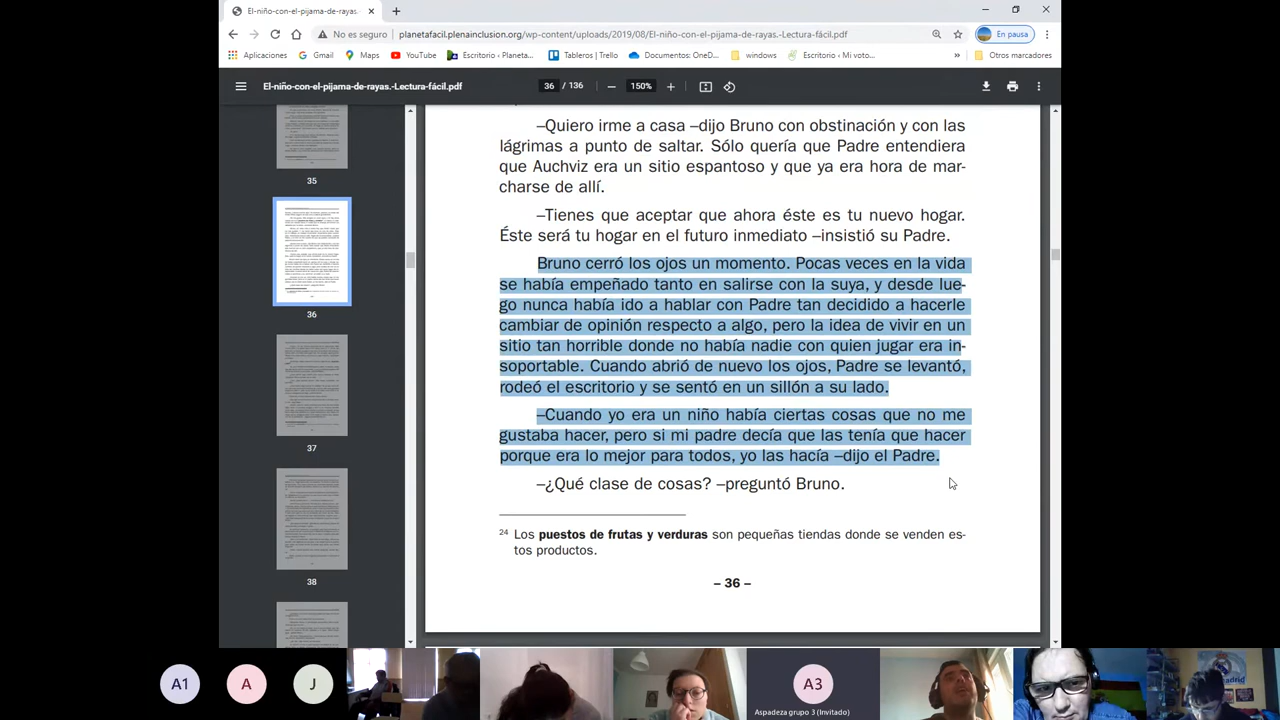 El-niño-con-el-pijama-de-rayas.-
No es seguro
planetafacil.plenainclusion.org/wp-content/uploads/2019/08/El-niño-con-el-pijama-de-rayas.-Lectura-fácil.pdf
En pausa
Aplicaciones
Gmail
Maps
YouTube
Escritorio - Planeta...
Tableros | Trello
Documentos: OneD...
windows
Escritorio - Mi voto...
Otros marcadores
El-niño-con-el-pijama-de-rayas.-Lectura-fácil.pdf
36 / 136
150%
35
36
37
38
a casa –dijo con obstinación y con las
lágrimas a punto de saltar. Sólo quería que Padre entendiera
que Auchviz era un sitio espantoso y que ya era hora de mar-
charse de allí.
que aceptar que éste es tu nuevo hogar.
Éste será tu hogar en el futuro inmediato –insistió su Padre.
Bruno cerró los ojos un momento. Pocas veces en la vida
se había empeñado tanto en salirse con la suya, y desde lue-
go nunca había ido a hablar con Padre tan decidido a hacerle
cambiar de opinión respecto a algo, pero la idea de vivir en un
sitio tan horrible donde no había nadie con quien jugar era in-
soportable. Cuando abrió de nuevo los ojos, Padre se levantó,
rodeó el escritorio y se sentó en un sillón a su lado.
yo era un niño había ciertas cosas que no me
gustaba hacer, pero si mi padre decía que las tenía que hacer
porque era lo mejor para todos, yo las hacía –dijo el Padre.
–¿Qué clase de cosas? –preguntó Bruno.
24 Los puestos de frutas y verduras son las tiendas donde se venden es-
tos productos.
– 36 –
A1
A
J
A3
Aspadeza grupo 3 (Invitado)
adrid